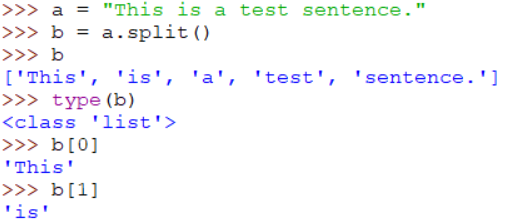 >>> a = "This is a test sentence."
>>> b = a.split()
>>> b
['This', 'is', 'a', 'test', 'sentence.']
>>> type(b)
<class 'list'>
>>> b[0]
'This'
>>> b[1]
'is'